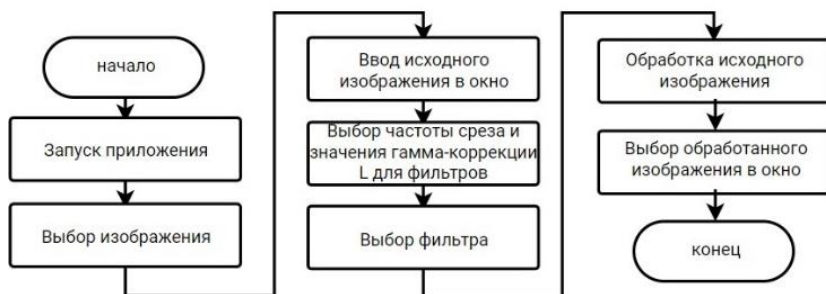 начало
Запуск приложения
Выбор изображения
Ввод исходного
изображения в окно
Выбор частоты среза и
значения гамма-коррекции
L для фильтров
Выбор фильтра
Обработка исходного
изображения
Выбор обработанного
изображения в окно
конец